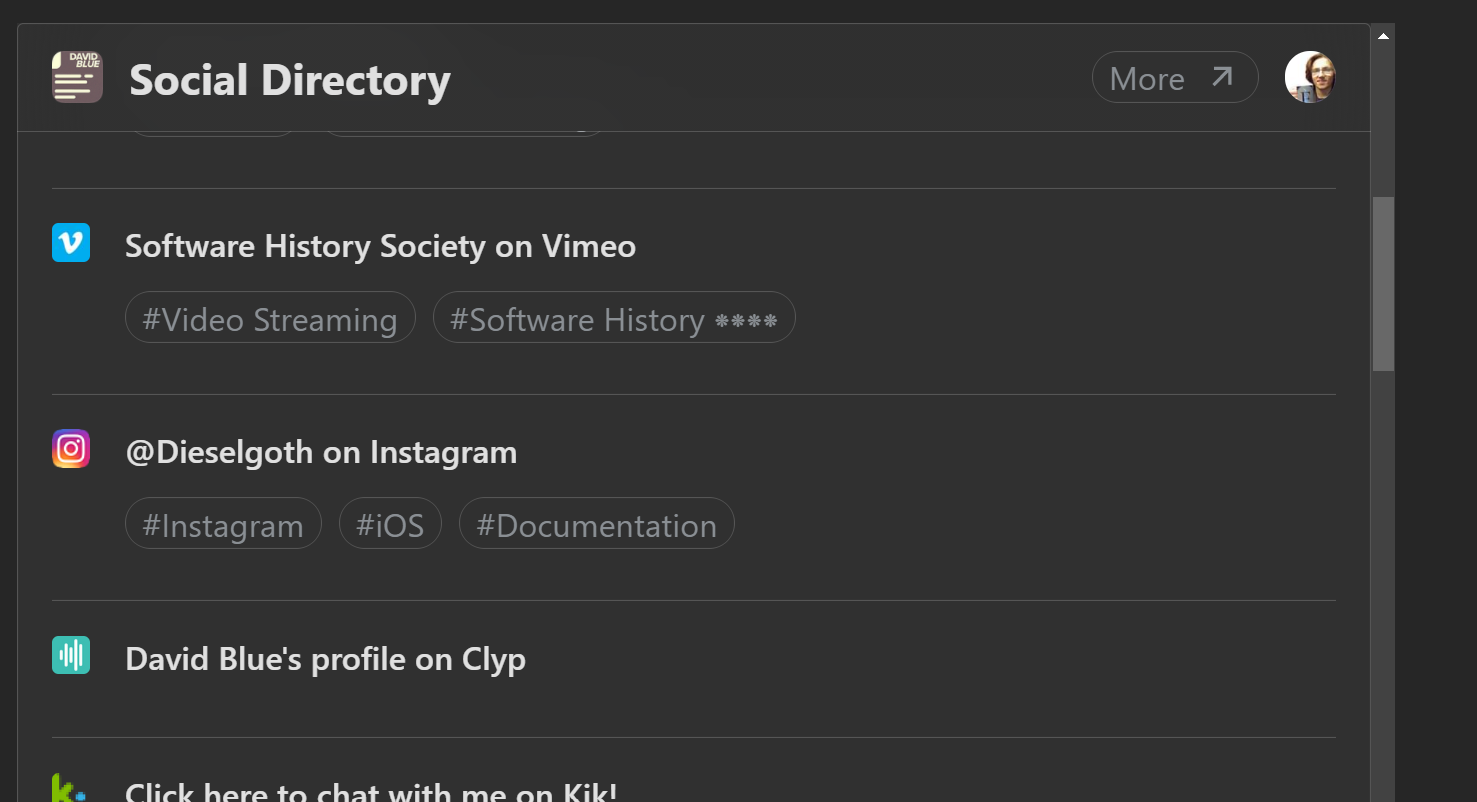 DAVID
BLUE
Social Directory
More
Software History Society on Vimeo
#Video Streaming
#Software History ⁕⁕⁕⁕
@Dieselgoth on Instagram
#Instagram
#iOS
#Documentation
David Blue's profile on Clyp
Click here to chat with me on Kik!